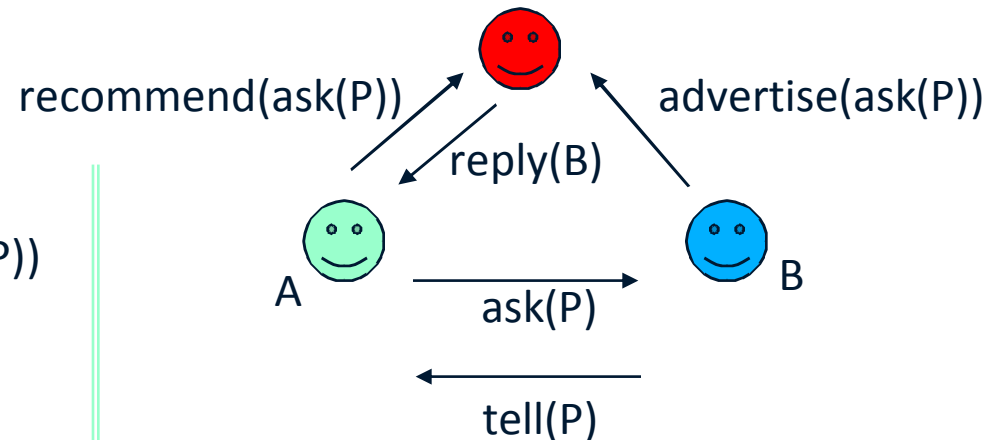 recommend(ask(P))
advertise(ask(P))
reply(B)
P))
A
B
ask(P)
tell(P)